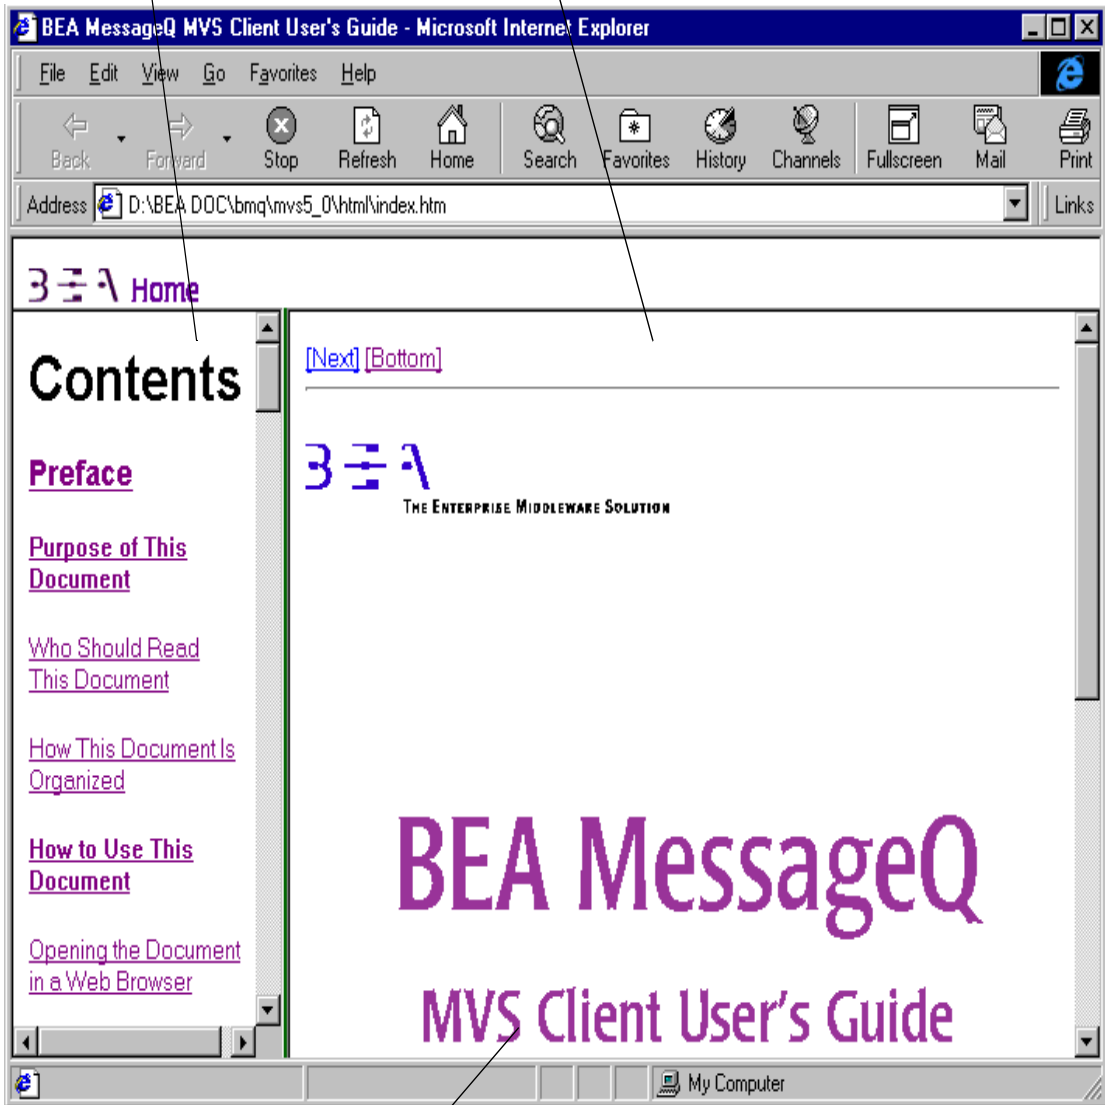 BEA MessageQ MVS Client User's Guide - Microsoft Internet Explorer
File Edit View Go Favorites Help
Back Forward Stop Refresh Home Search Favorites History Channels Fullscreen Mail Print
Address D:\BEA DOC\bmq\mvs5_0\html\index.htm Links
BEA Home
Contents
Preface
Purpose of This
Document
Who Should Read
This Document
How This Document Is
Organized
How to Use This
Document
Opening the Document
in a Web Browser
[Next] [Bottom]
BEA
THE ENTERPRISE MIDDLEWARE SOLUTION
BEA MessageQ
MVS Client User's Guide
My Computer